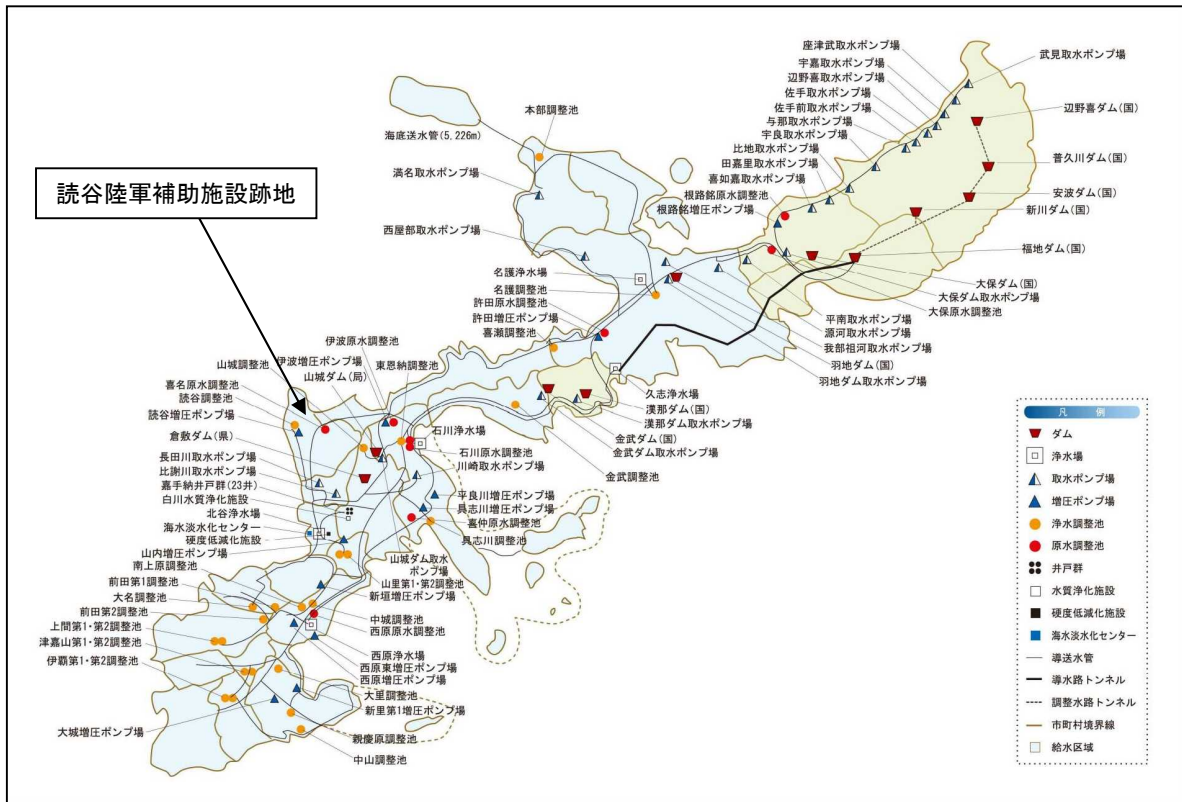 読谷陸軍補助施設跡地
本部調整池
海底送水管(5,226m)
満名取水ポンプ場
西屋部取水ポンプ場
名護浄水場
名護調整池
許田原水調整池
許田増圧ポンプ場
喜瀬調整池
座津武取水ポンプ場
宇嘉取水ポンプ場
辺野喜取水ポンプ場
佐手取水ポンプ場
佐手前取水ポンプ場
与那取水ポンプ場
宇良取水ポンプ場
比地取水ポンプ場
田嘉里取水ポンプ場
喜如嘉取水ポンプ場
根路銘原水調整池
根路銘増圧ポンプ場
武見取水ポンプ場
辺野喜ダム(国)
普久川ダム(国)
安波ダム(国)
新川ダム(国)
福地ダム(国)
大保ダム(国)
大保ダム取水ポンプ場
大保原水調整池
平南取水ポンプ場
源河取水ポンプ場
我部祖河取水ポンプ場
羽地ダム(国)
羽地ダム取水ポンプ場
久志浄水場
漢那ダム(国)
漢那ダム取水ポンプ場
金武ダム(国)
金武ダム取水ポンプ場
金武調整池
伊波原水調整池
伊波増圧ポンプ場
東恩納調整池
山城ダム(局)
山城調整池
喜名原水調整池
読谷調整池
読谷増圧ポンプ場
倉敷ダム(県)
長田川取水ポンプ場
比謝川取水ポンプ場
嘉手納井戸群(23井)
白川水質浄化施設
北谷浄水場
海水淡水化センター
硬度低減化施設
山内増圧ポンプ場
南上原調整池
前田第1調整池
大名調整池
前田第2調整池
上間第1・第2調整池
津嘉山第1・第2調整池
伊覇第1・第2調整池
大城増圧ポンプ場
石川浄水場
石川原水調整池
川崎取水ポンプ場
平良川増圧ポンプ場
具志川増圧ポンプ場
喜仲原水調整池
具志川調整池
山城ダム取水
ポンプ場
山里第1・第2調整池
新垣増圧ポンプ場
中城調整池
西原原水調整池
西原浄水場
西原東増圧ポンプ場
西原増圧ポンプ場
大里調整池
新里第1増圧ポンプ場
親慶原調整池
中山調整池
凡例
ダム
浄水場
取水ポンプ場
増圧ポンプ場
浄水調整池
原水調整池
井戸群
水質浄化施設
硬度低減化施設
海水淡水化センター
導送水管
導水路トンネル
調整水路トンネル
市町村境界線
給水区域